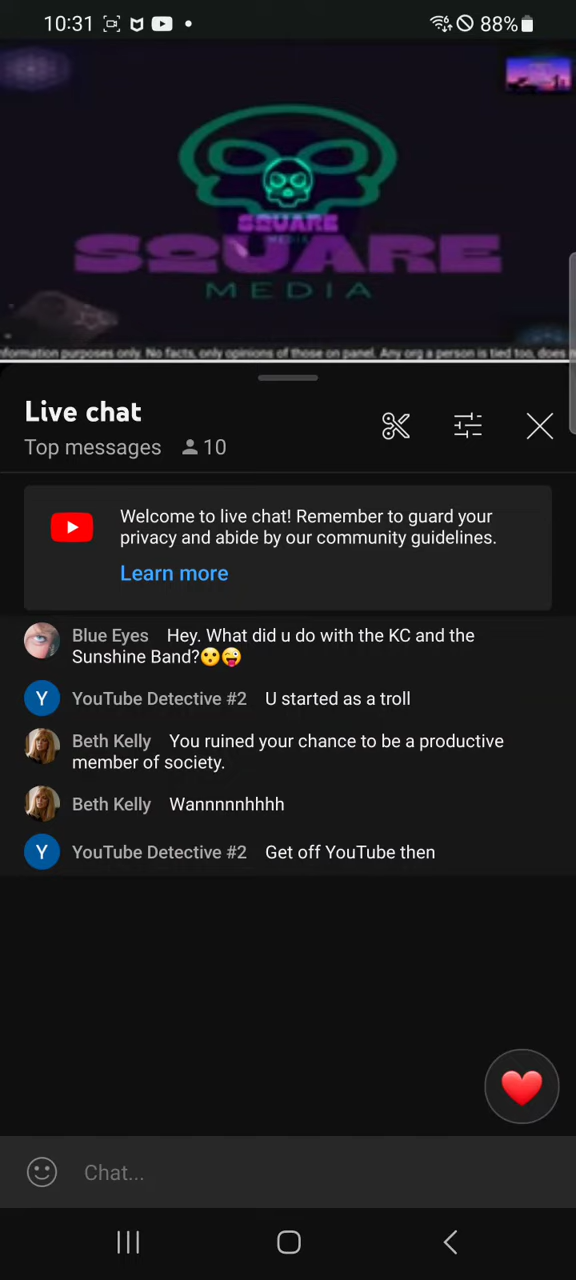 10:31
88%
SQUARE
MEDIA
SQUARE
MEDIA
nformation purposes only. No facts, only opinions of those on panel. Any org a person is tied too, does
Live chat
Top messages 10
Welcome to live chat! Remember to guard your
privacy and abide by our community guidelines.
Learn more
Blue Eyes Hey. What did u do with the KC and the
Sunshine Band?😯😜
YouTube Detective #2 U started as a troll
Beth Kelly You ruined your chance to be a productive
member of society.
Beth Kelly Wannnnnhhhh
Y YouTube Detective #2 Get off YouTube then
Chat...